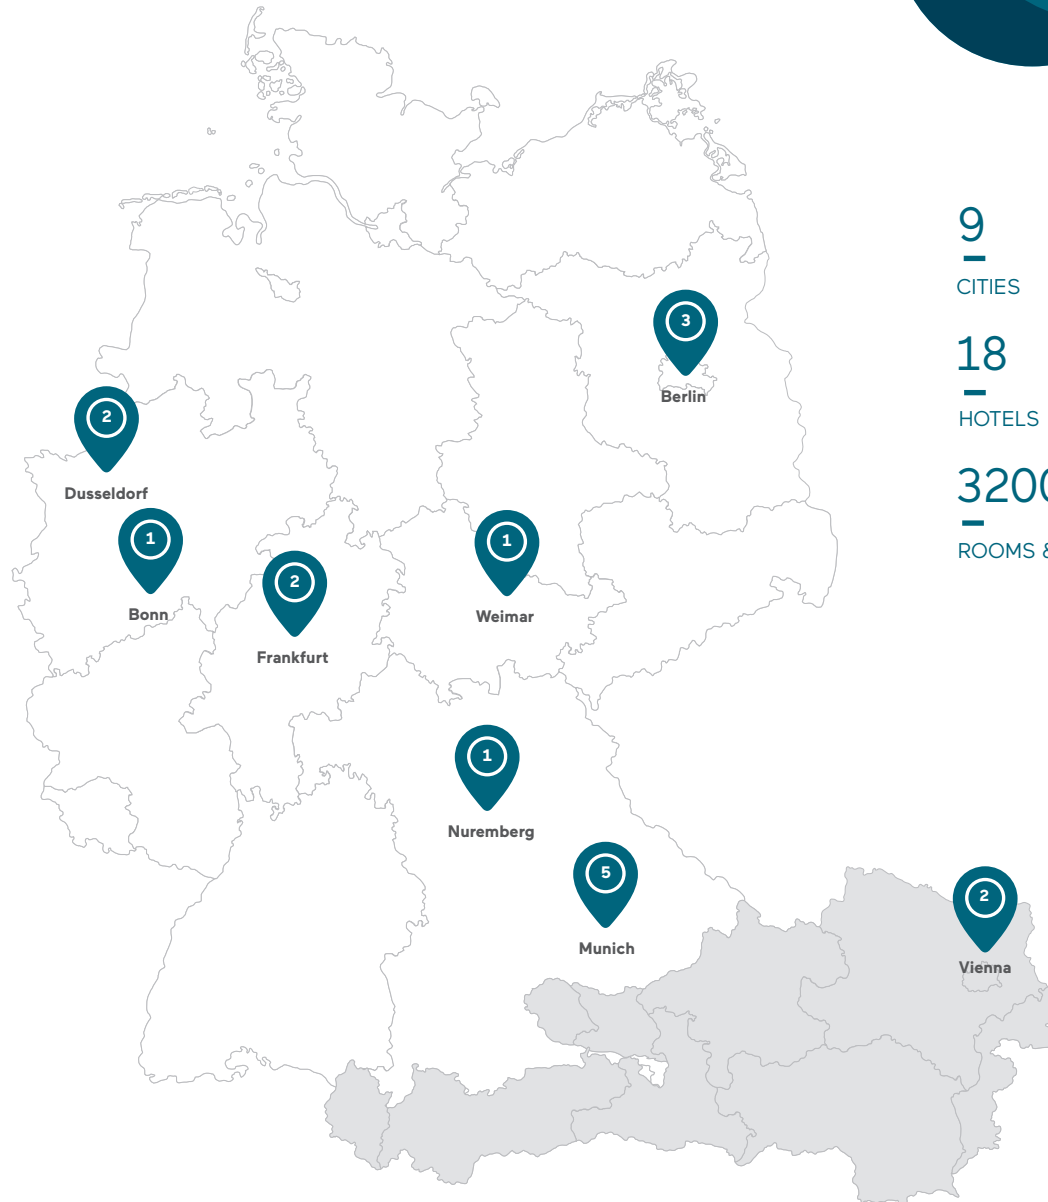 9
CITIES
3
Berlin
18
HOTELS
2
Dusseldorf
3200
ROOMS &
1
Bonn
1
Weimar
2
Frankfurt
1
Nuremberg
5
Munich
2
Vienna